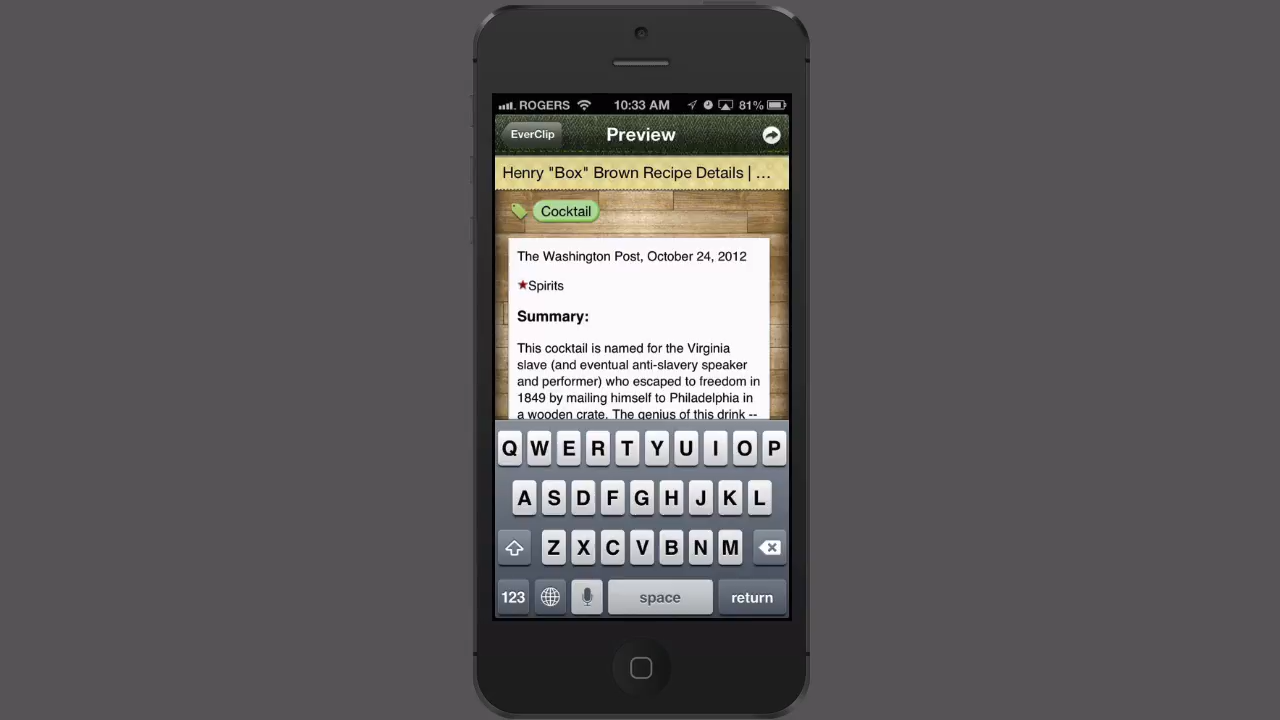 ROGERS 10:33 AM 81%
EverClip Preview
Henry "Box" Brown Recipe Details | ...
Cocktail
The Washington Post, October 24, 2012
★Spirits
Summary:
This cocktail is named for the Virginia
slave (and eventual anti-slavery speaker
and performer) who escaped to freedom in
1849 by mailing himself to Philadelphia in
a wooden crate. The genius of this drink --
Q W E R T Y U I O P
A S D F G H J K L
Z X C V B N M
123 space return